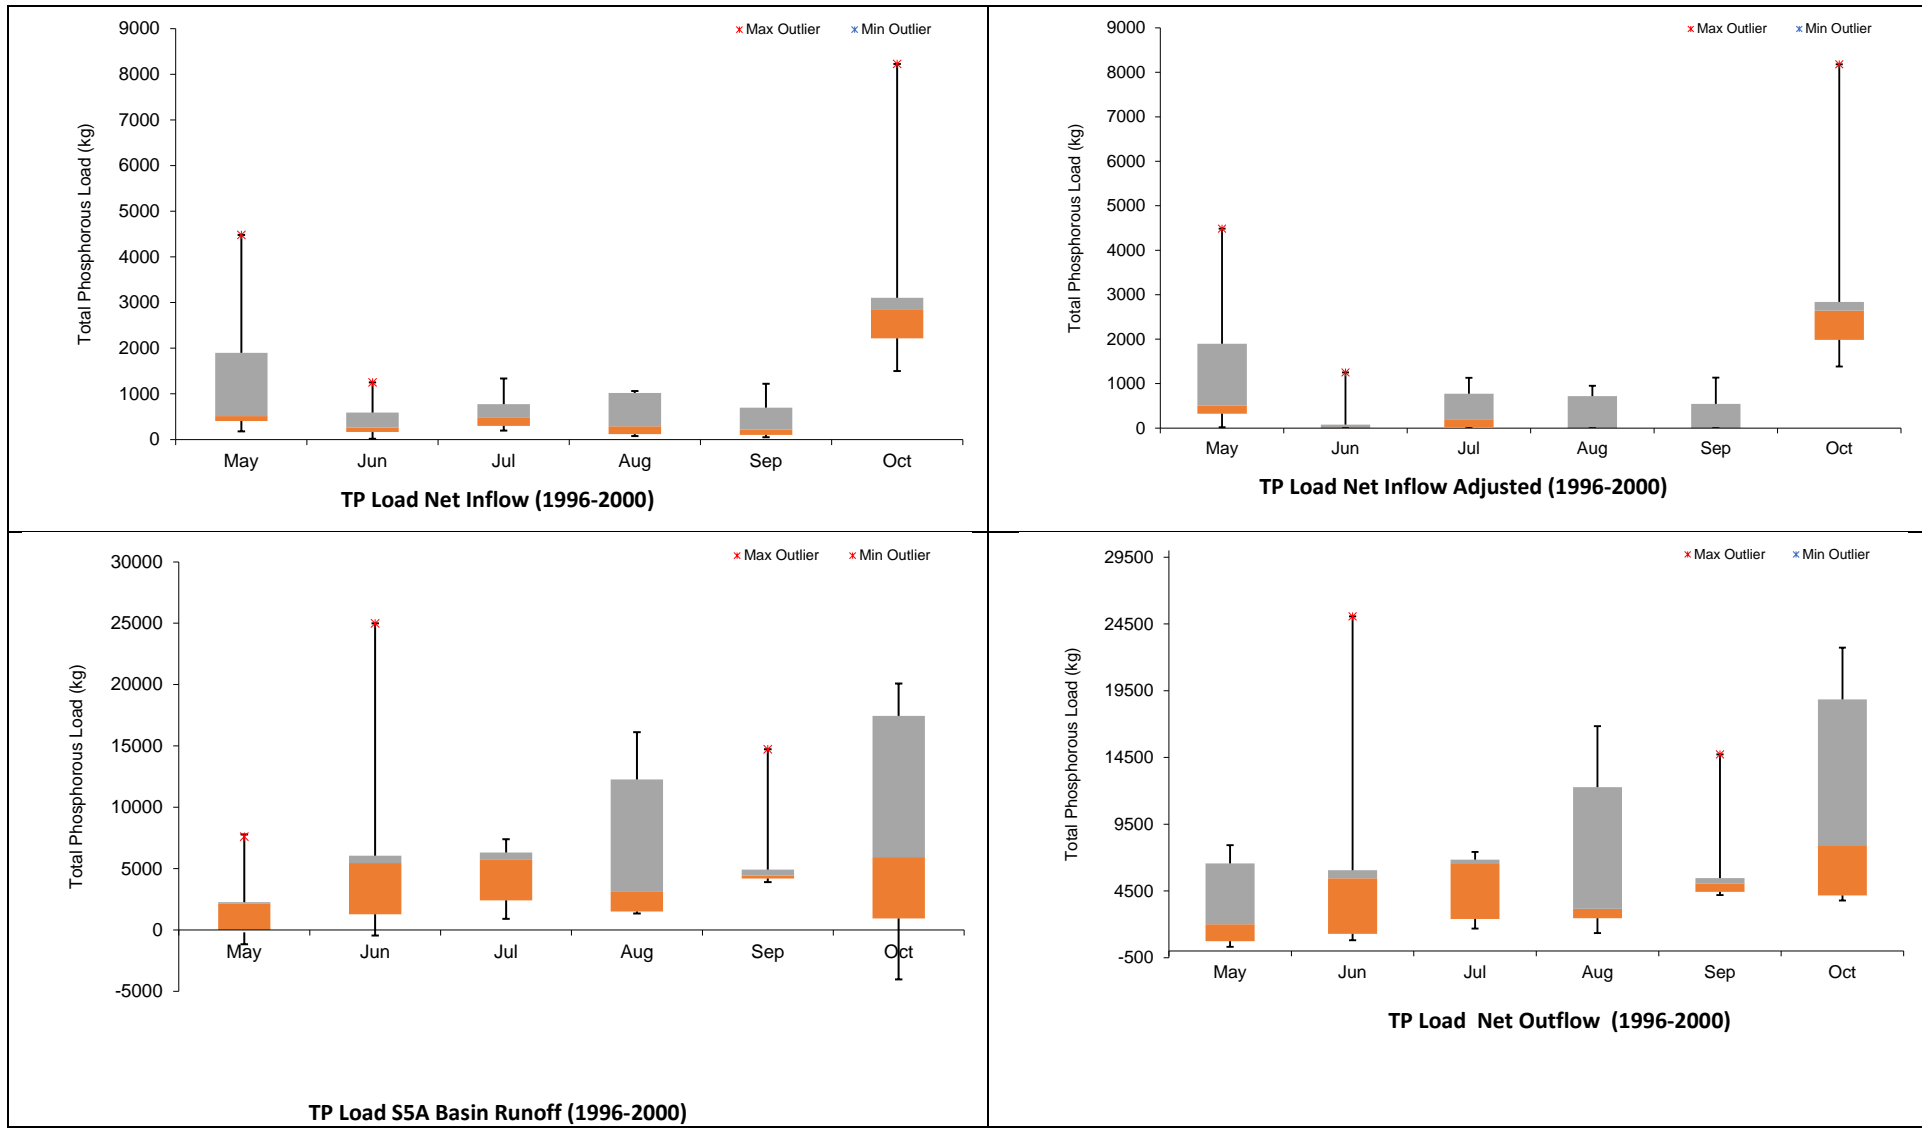 Max Outlier Min Outlier
9000
8000
7000
6000
5000
4000
3000
2000
1000
0
Total Phosphorous Load (kg)
May Jun Jul Aug Sep Oct
TP Load Net Inflow (1996-2000)
Max Outlier Min Outlier
9000
8000
7000
6000
5000
4000
3000
2000
1000
0
Total Phosphorous Load (kg)
May Jun Jul Aug Sep Oct
TP Load Net Inflow Adjusted (1996-2000)
Max Outlier Min Outlier
30000
25000
20000
15000
10000
5000
0
-5000
Total Phosphorous Load (kg)
May Jun Jul Aug Sep Oct
TP Load S5A Basin Runoff (1996-2000)
Max Outlier Min Outlier
29500
24500
19500
14500
9500
4500
-500
Total Phosphorous Load (kg)
May Jun Jul Aug Sep Oct
TP Load Net Outflow (1996-2000)